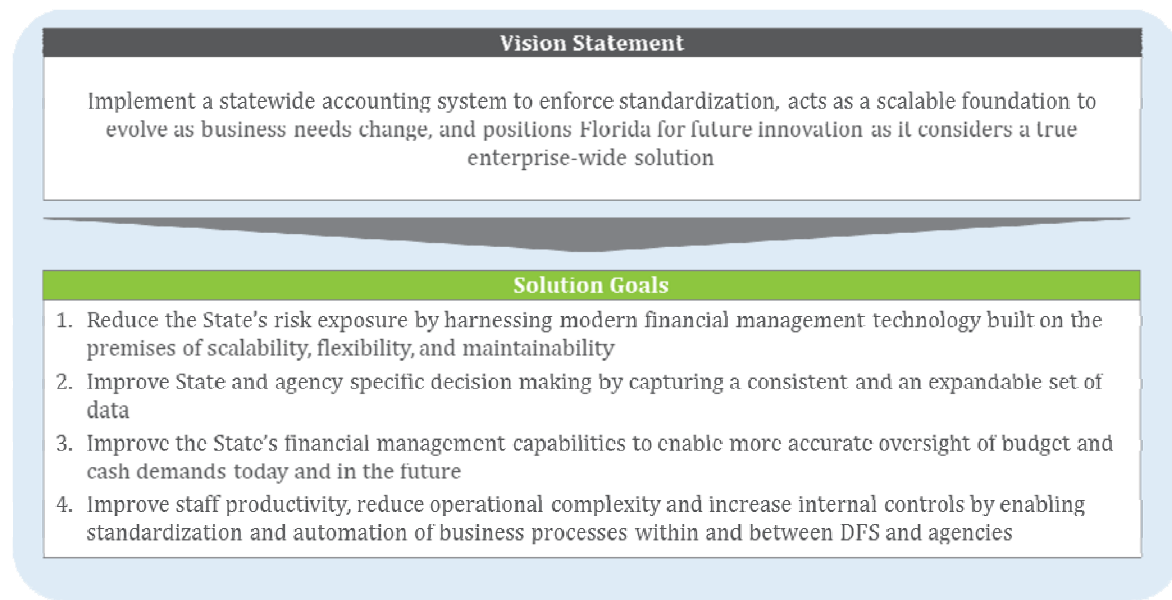 Vision Statement
Implement a statewide accounting system to enforce standardization, acts as a scalable foundation to
evolve as business needs change, and positions Florida for future innovation as it considers a true
enterprise-wide solution
Solution Goals
1. Reduce the State's risk exposure by harnessing modern financial management technology built on the
premises of scalability, flexibility, and maintainability
2. Improve State and agency specific decision making by capturing a consistent and an expandable set of
data
3. Improve the State's financial management capabilities to enable more accurate oversight of budget and
cash demands today and in the future
4. Improve staff productivity, reduce operational complexity and increase internal controls by enabling
standardization and automation of business processes within and between DFS and agencies